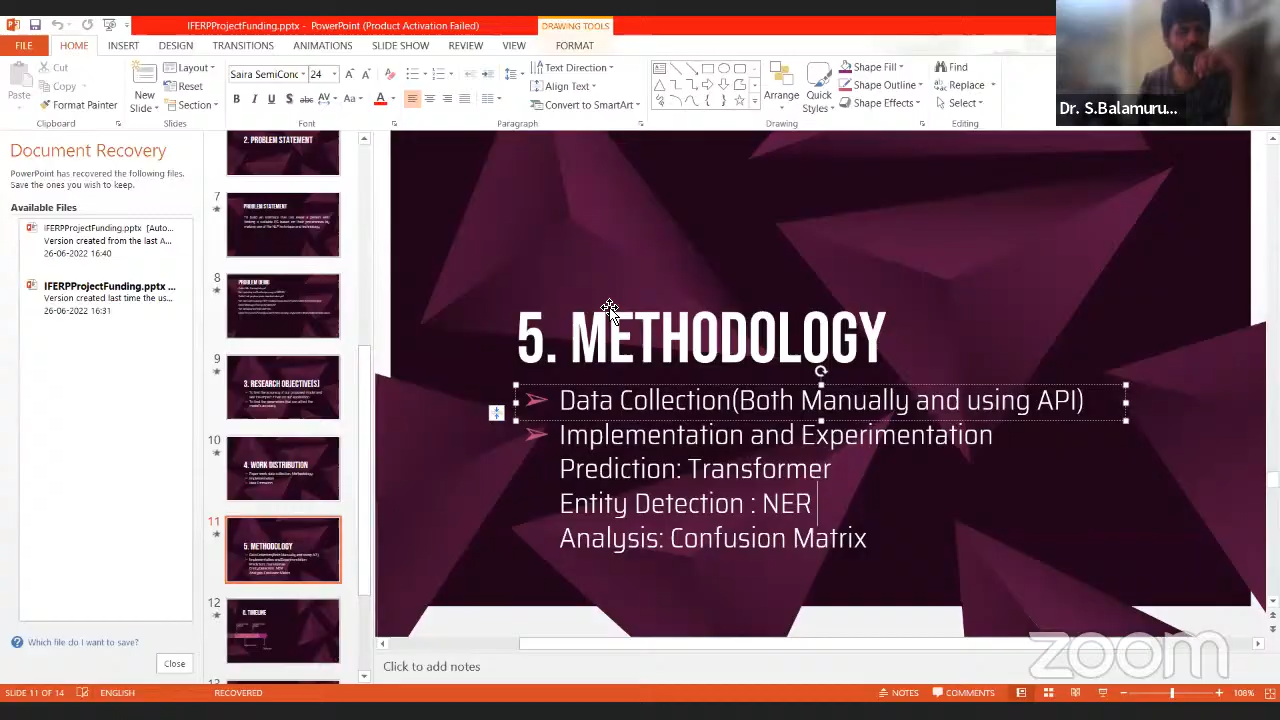 IFERPProjectFunding.pptx - PowerPoint (Product Activation Failed)
DRAWING TOOLS
FILE HOME INSERT DESIGN TRANSITIONS ANIMATIONS SLIDE SHOW REVIEW VIEW FORMAT
Paste
Cut
Copy
Format Painter
Clipboard
New Slide
Layout
Reset
Section
Slides
Saira SemiConc 24
B I U S abc AV Aa A
Font
Text Direction
Align Text
Convert to SmartArt
Paragraph
Arrange
Quick Styles
Shape Fill
Shape Outline
Shape Effects
Drawing
Find
Replace
Select
Editing
Dr. S.Balamuru...
Document Recovery
PowerPoint has recovered the following files.
Save the ones you wish to keep.
Available Files
IFERPProjectFunding.pptx [Auto...
Version created from the last A...
26-06-2022 16:40
IFERPProjectFunding.pptx ...
Version created last time the us...
26-06-2022 16:31
Which file do I want to save?
Close
2. PROBLEM STATEMENT
7
PROBLEM STATEMENT
8
9
3. RESEARCH OBJECTIVE(S)
10
4. WORK DISTRIBUTION
11
5. METHODOLOGY
12
6. TIMELINE
5. METHODOLOGY
Data Collection(Both Manually and using API)
Implementation and Experimentation
Prediction: Transformer
Entity Detection : NER
Analysis: Confusion Matrix
zoom
Click to add notes
SLIDE 11 OF 14 ENGLISH RECOVERED NOTES COMMENTS 108%